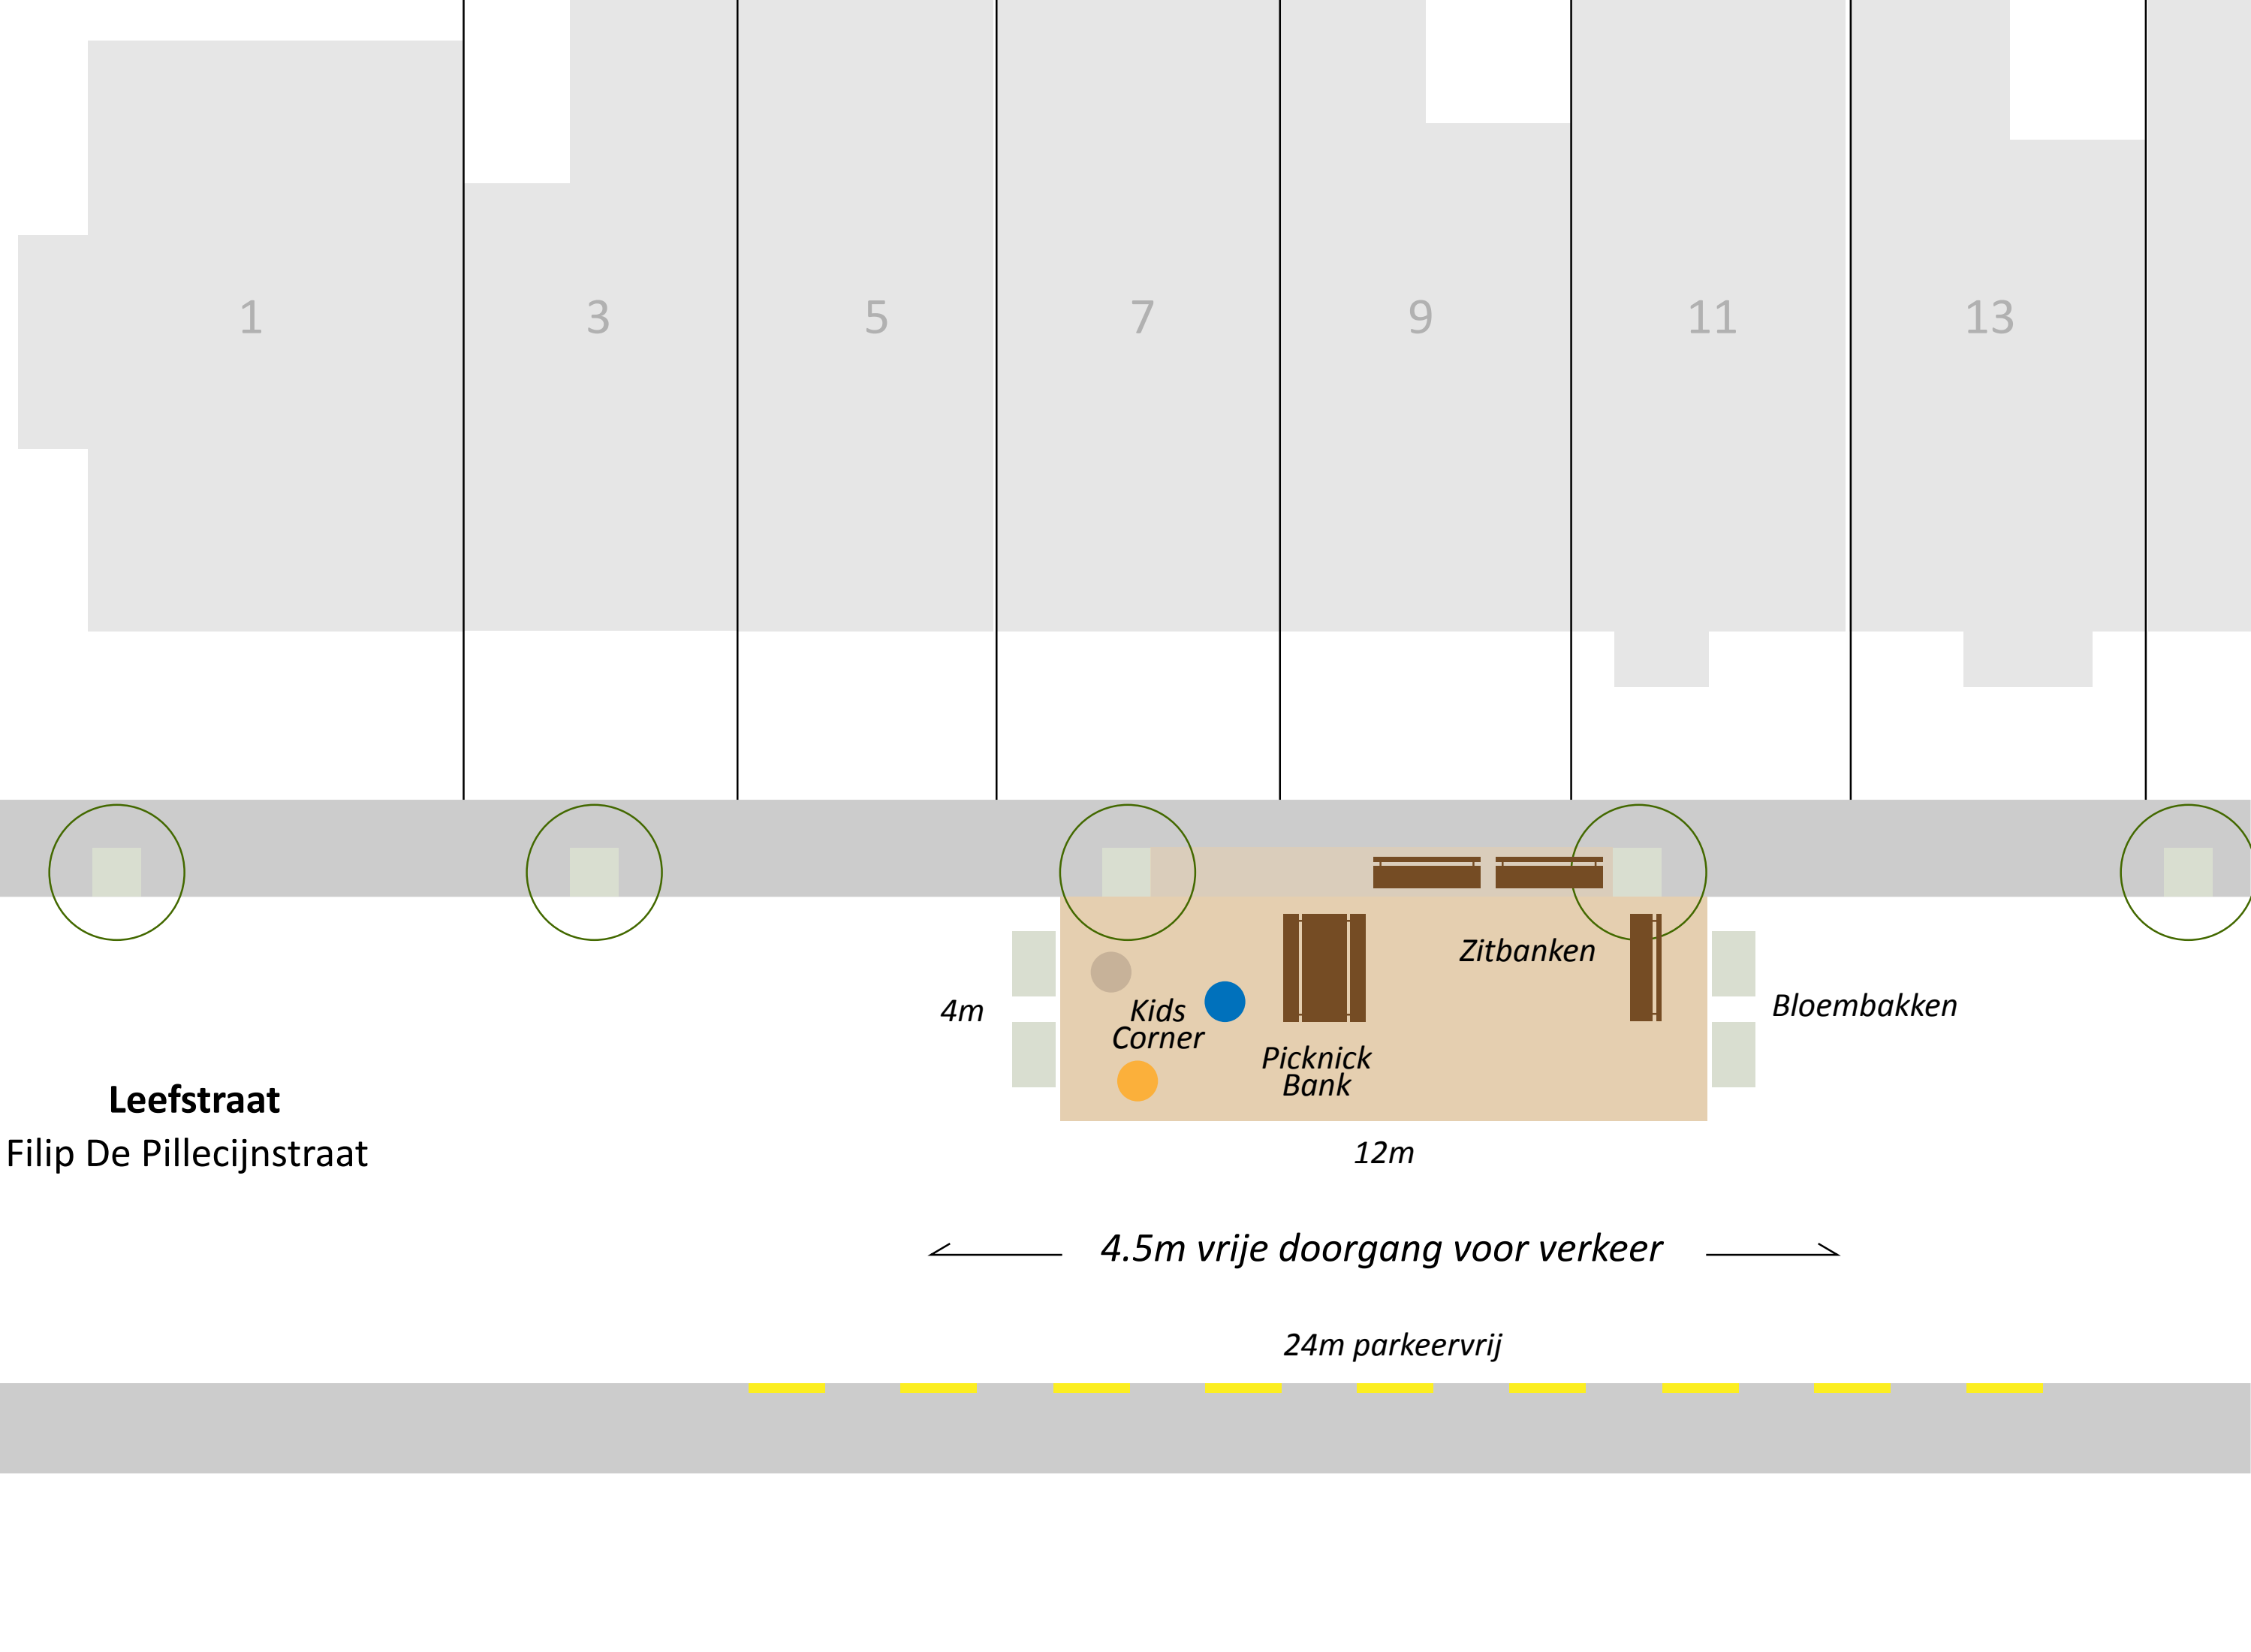 1
3
5
7
9
11
13
Zitbanken
4m
Kids
Corner
Bloembakken
Picknick
Bank
Leefstraat
Filip De Pillecijnstraat
12m
4.5m vrije doorgang voor verkeer
24m parkeervrij